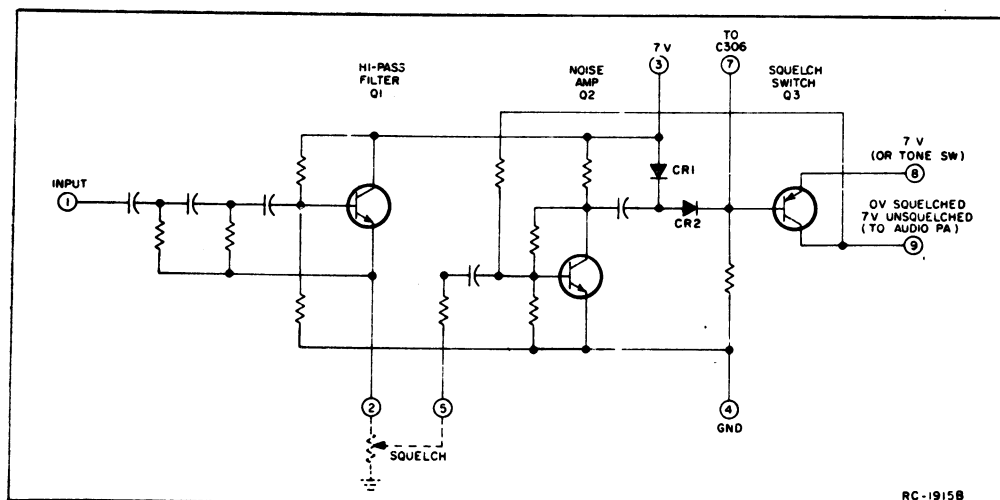 HI-PASS
FILTER
Q1
NOISE
AMP
Q2
7 V
3
TO
C306
7
SQUELCH
SWITCH
Q3
INPUT
1
CR1
CR2
7 V
(OR TONE SW)
8
0V SQUELCHED
7V UNSQUELCHED
(TO AUDIO PA)
9
2
5
4
GND
SQUELCH
RC-1915B